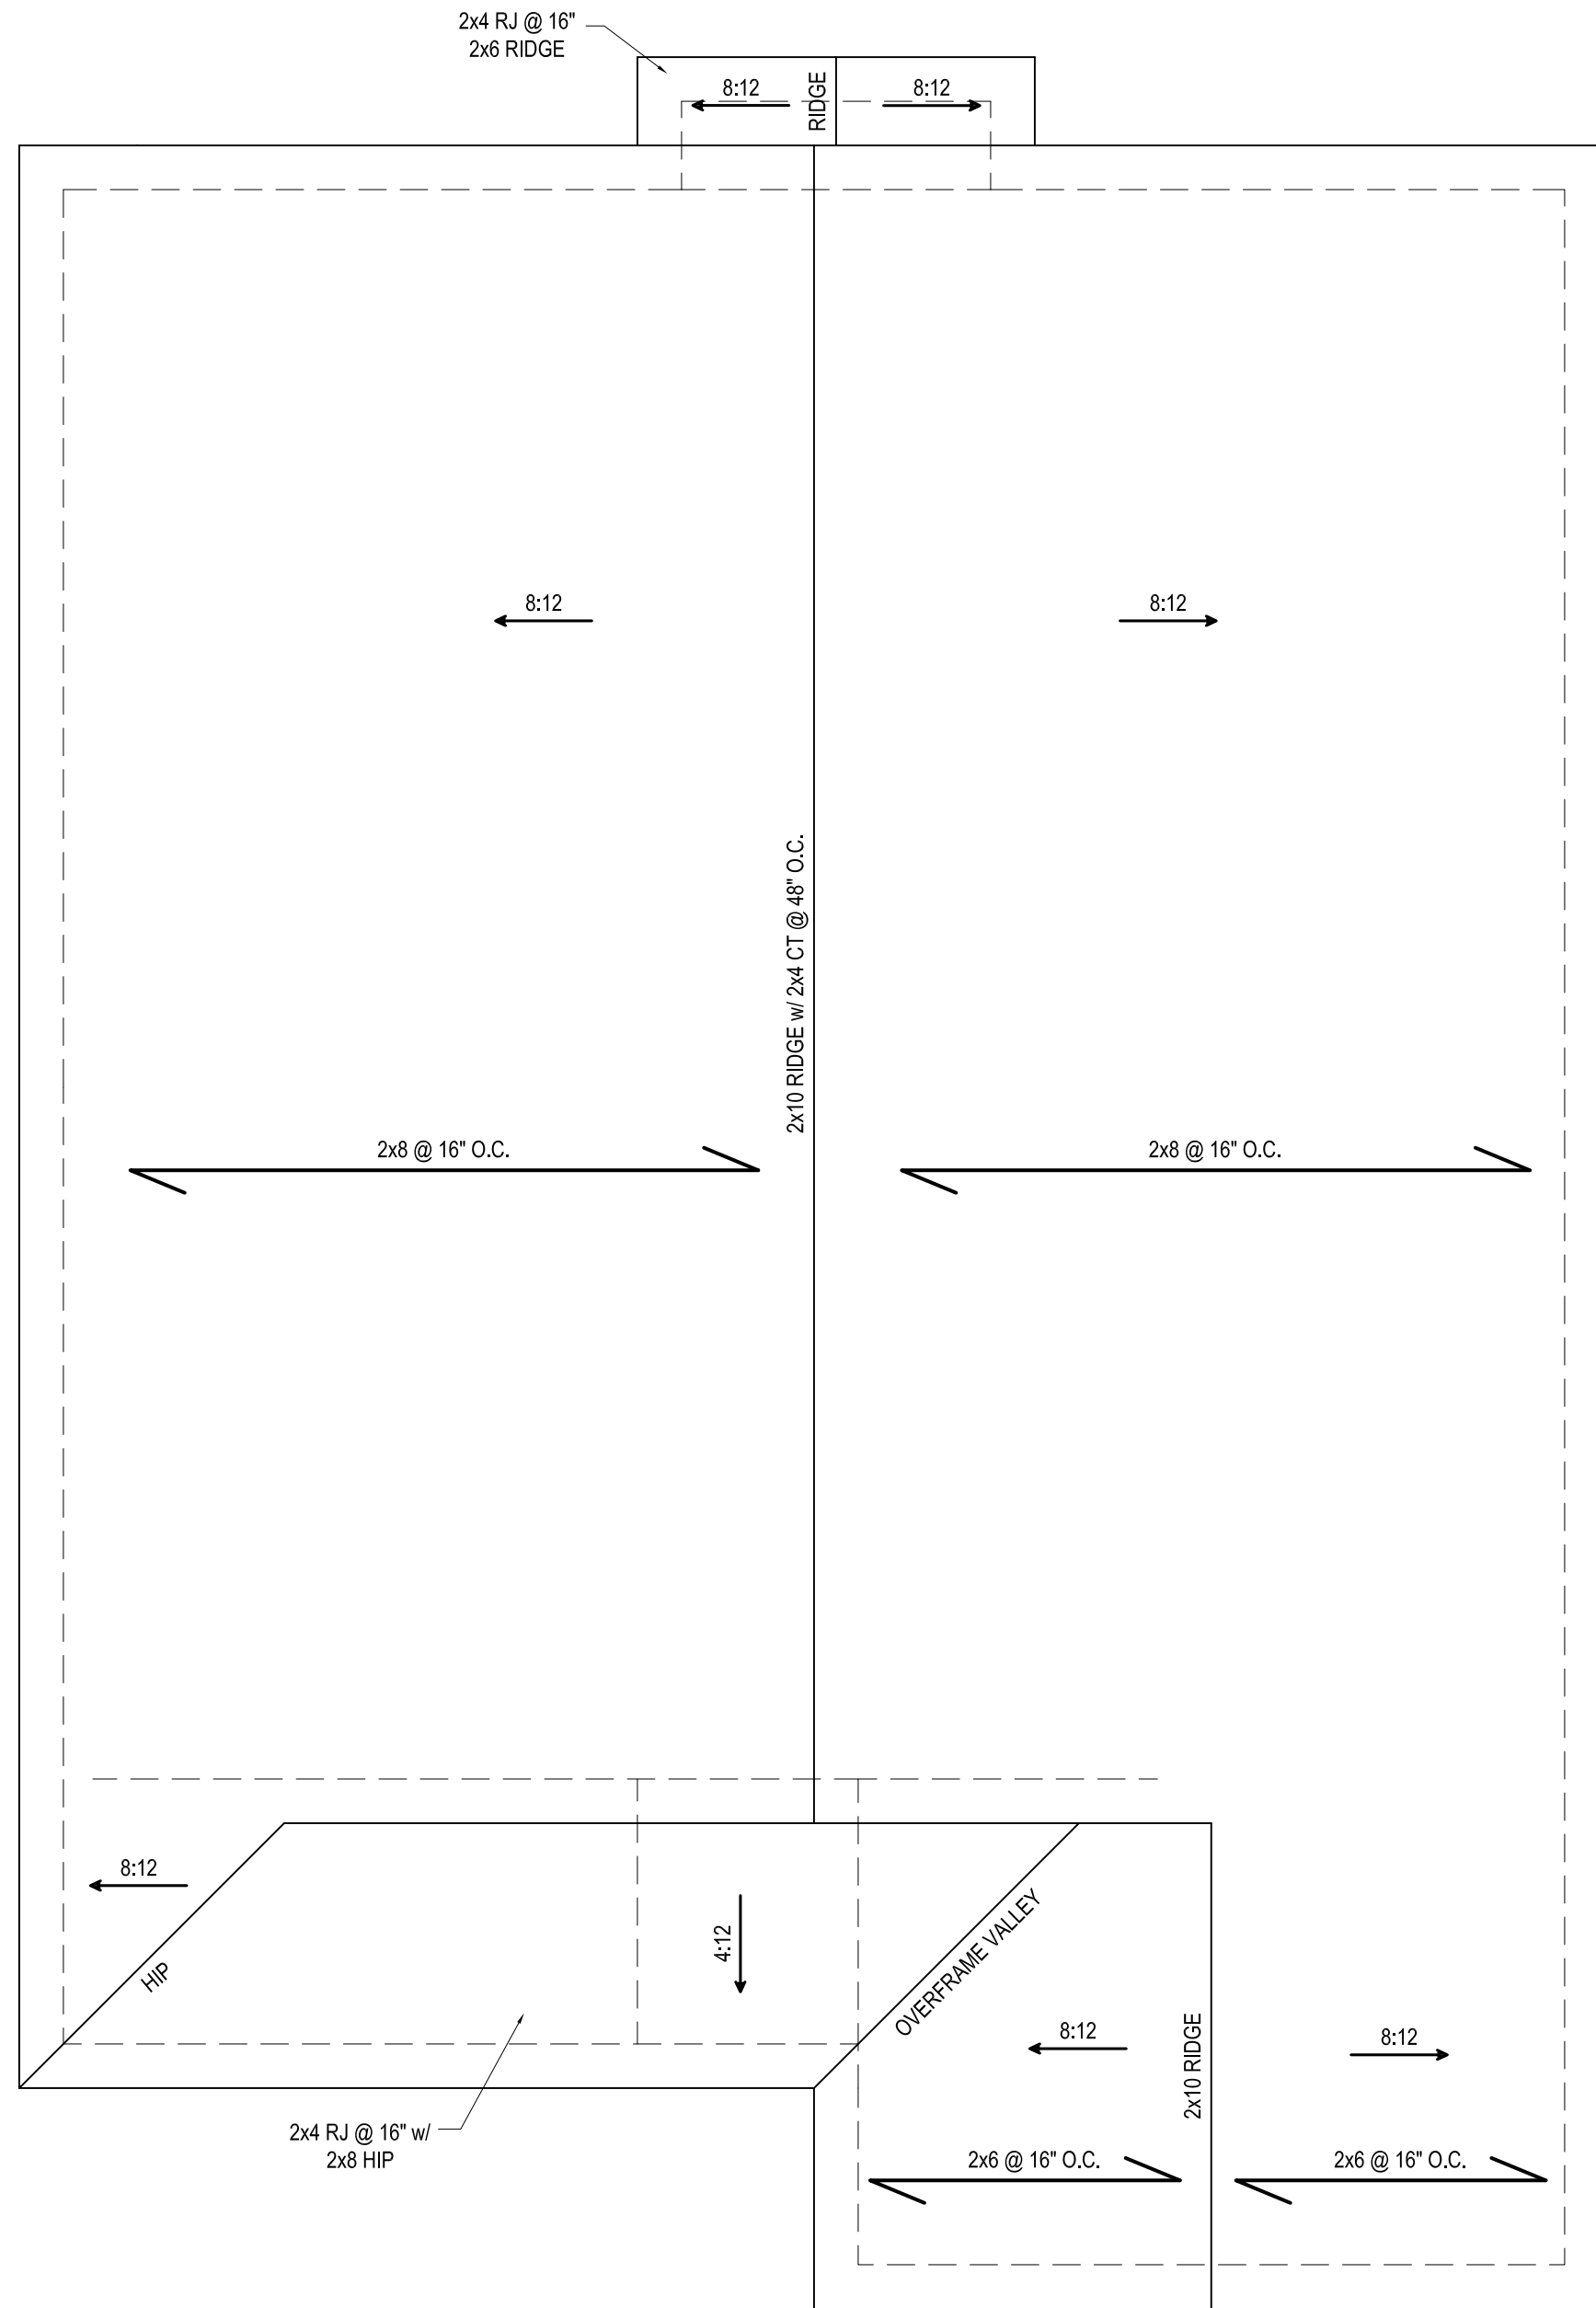 2x4 RJ @ 16"
2x6 RIDGE
8:12
RIDGE
8:12
8:12
8:12
2x10 RIDGE w/ 2x4 CT @ 48" O.C.
2x8 @ 16" O.C.
2x8 @ 16" O.C.
8:12
HIP
4:12
OVERFRAME VALLEY
8:12
2x10 RIDGE
8:12
2x4 RJ @ 16" w/
2x8 HIP
2x6 @ 16" O.C.
2x6 @ 16" O.C.